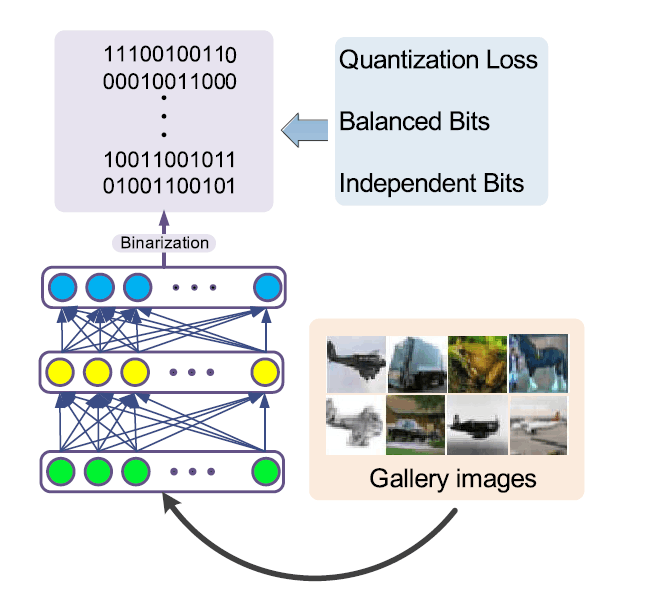 11100100110
00010011000
10011001011
01001100101
Quantization Loss
Balanced Bits
Independent Bits
Binarization
Gallery images